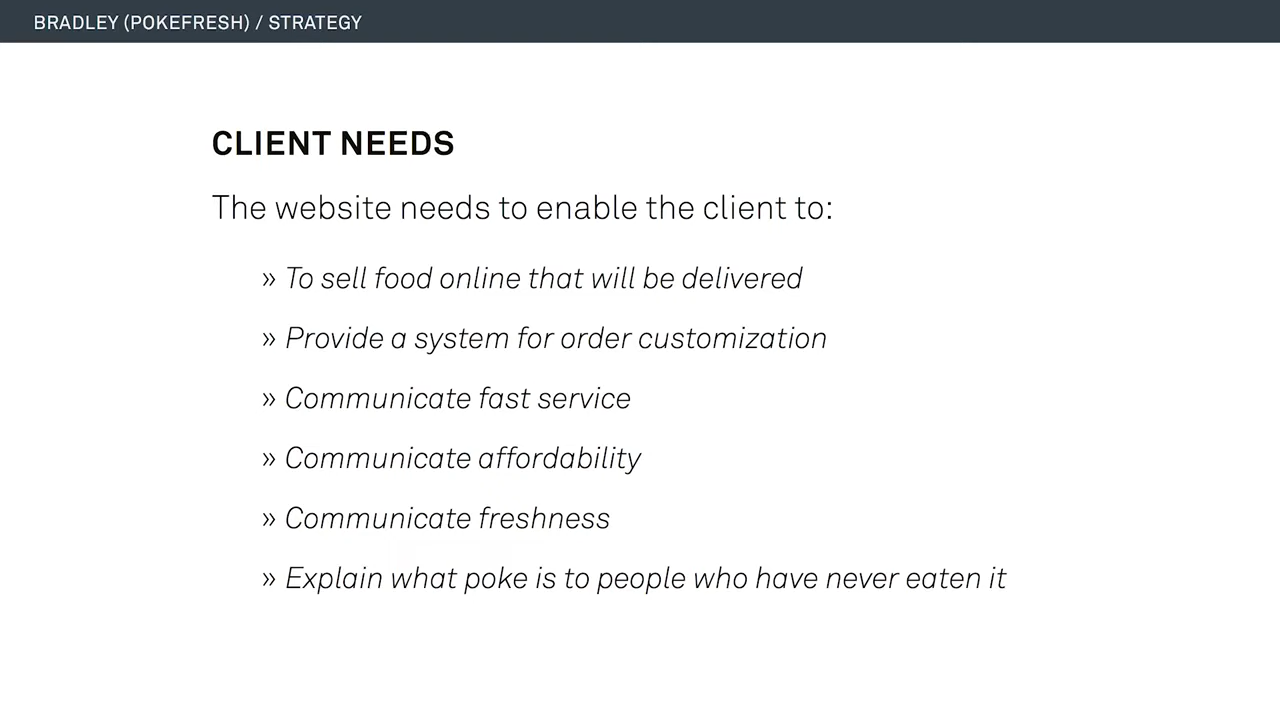 BRADLEY (POKEFRESH) / STRATEGY
CLIENT NEEDS
The website needs to enable the client to:
» To sell food online that will be delivered
» Provide a system for order customization
» Communicate fast service
» Communicate affordability
» Communicate freshness
» Explain what poke is to people who have never eaten it